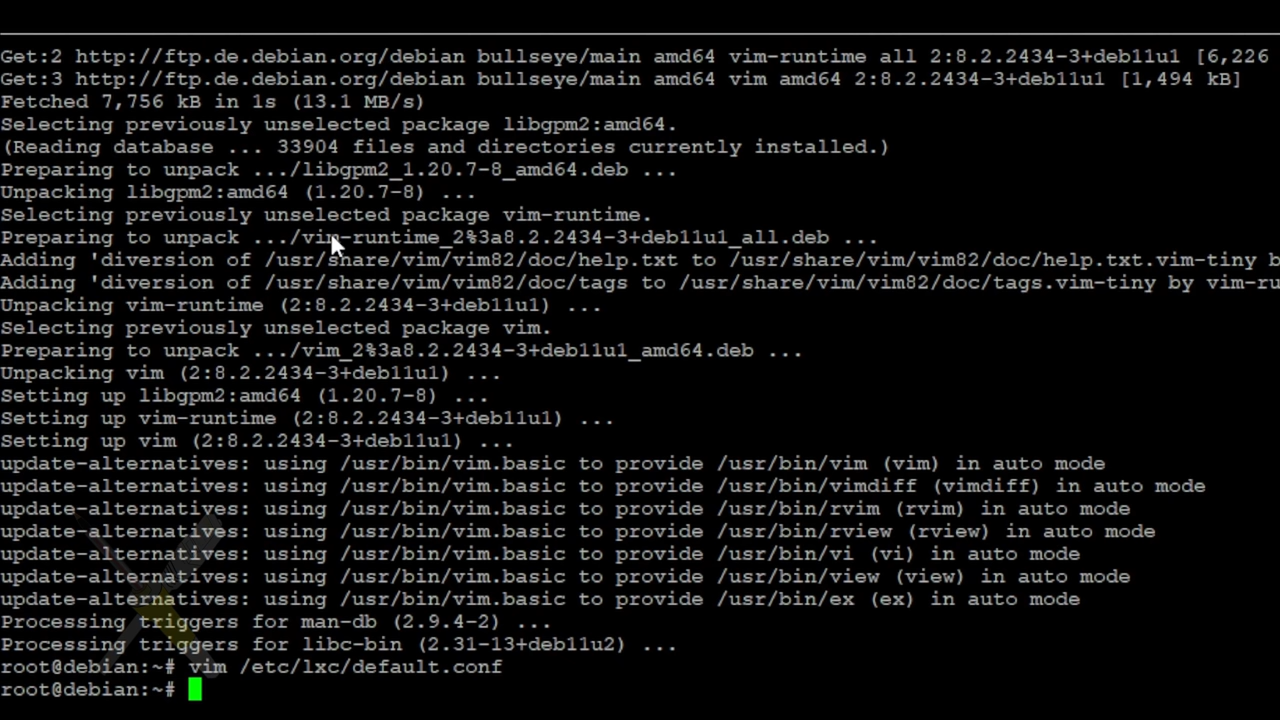 Get:2 http://ftp.de.debian.org/debian bullseye/main amd64 vim-runtime all 2:8.2.2434-3+deb11u1 [6,226
Get:3 http://ftp.de.debian.org/debian bullseye/main amd64 vim amd64 2:8.2.2434-3+deb11u1 [1,494 kB]
Fetched 7,756 kB in 1s (13.1 MB/s)
Selecting previously unselected package libgpm2:amd64.
(Reading database ... 33904 files and directories currently installed.)
Preparing to unpack .../libgpm2_1.20.7-8_amd64.deb ...
Unpacking libgpm2:amd64 (1.20.7-8) ...
Selecting previously unselected package vim-runtime.
Preparing to unpack .../vim-runtime_2%3a8.2.2434-3+deb11u1_all.deb ...
Adding 'diversion of /usr/share/vim/vim82/doc/help.txt to /usr/share/vim/vim82/doc/help.txt.vim-tiny b
Adding 'diversion of /usr/share/vim/vim82/doc/tags to /usr/share/vim/vim82/doc/tags.vim-tiny by vim-ru
Unpacking vim-runtime (2:8.2.2434-3+deb11u1) ...
Selecting previously unselected package vim.
Preparing to unpack .../vim_2%3a8.2.2434-3+deb11u1_amd64.deb ...
Unpacking vim (2:8.2.2434-3+deb11u1) ...
Setting up libgpm2:amd64 (1.20.7-8) ...
Setting up vim-runtime (2:8.2.2434-3+deb11u1) ...
Setting up vim (2:8.2.2434-3+deb11u1) ...
update-alternatives: using /usr/bin/vim.basic to provide /usr/bin/vim (vim) in auto mode
update-alternatives: using /usr/bin/vim.basic to provide /usr/bin/vimdiff (vimdiff) in auto mode
update-alternatives: using /usr/bin/vim.basic to provide /usr/bin/rvim (rvim) in auto mode
update-alternatives: using /usr/bin/vim.basic to provide /usr/bin/rview (rview) in auto mode
update-alternatives: using /usr/bin/vim.basic to provide /usr/bin/vi (vi) in auto mode
update-alternatives: using /usr/bin/vim.basic to provide /usr/bin/view (view) in auto mode
update-alternatives: using /usr/bin/vim.basic to provide /usr/bin/ex (ex) in auto mode
Processing triggers for man-db (2.9.4-2) ...
Processing triggers for libc-bin (2.31-13+deb11u2) ...
root@debian:~# vim /etc/lxc/default.conf
root@debian:~#